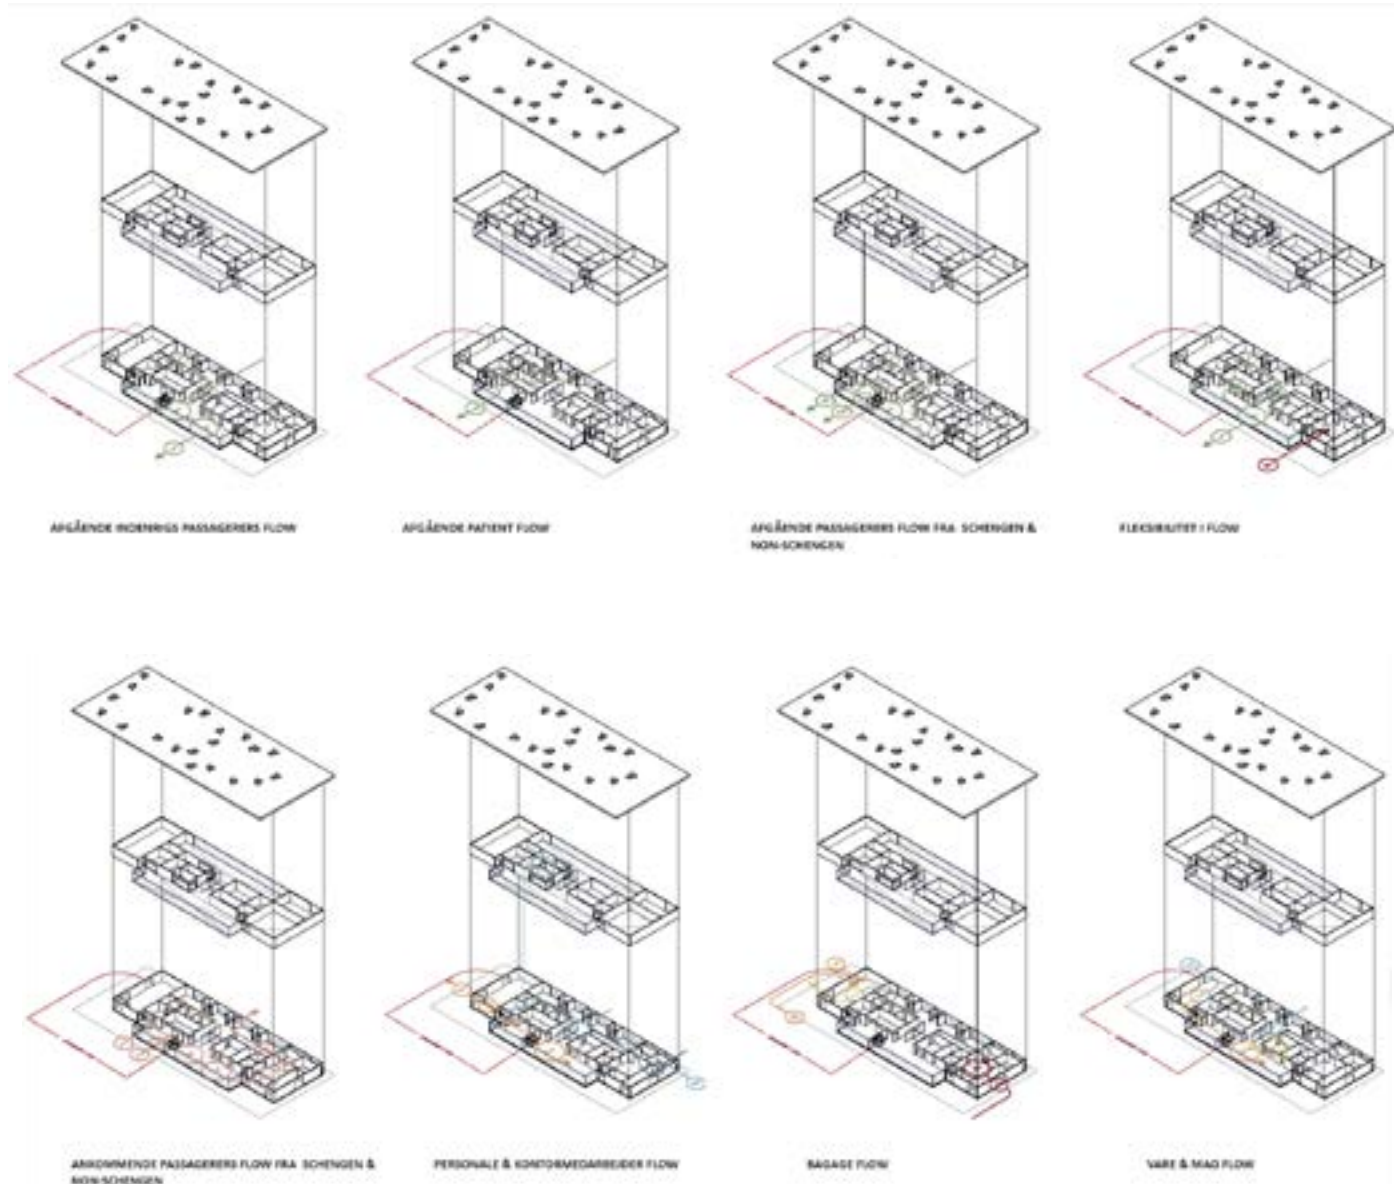 AFGÅENDE INDENRIGS PASSAGERERS FLOW
AFGÅENDE PATIENT FLOW
AFGÅENDE PASSAGERERS FLOW FRA SCHENGEN &
NON-SCHENGEN
FLEKSIBILITET I FLOW
ANKOMMENDE PASSAGERERS FLOW FRA SCHENGEN &
NON-SCHENGEN
PERSONALE & KONTORMEDARBEJDER FLOW
BAGAGE FLOW
VARE & MAD FLOW